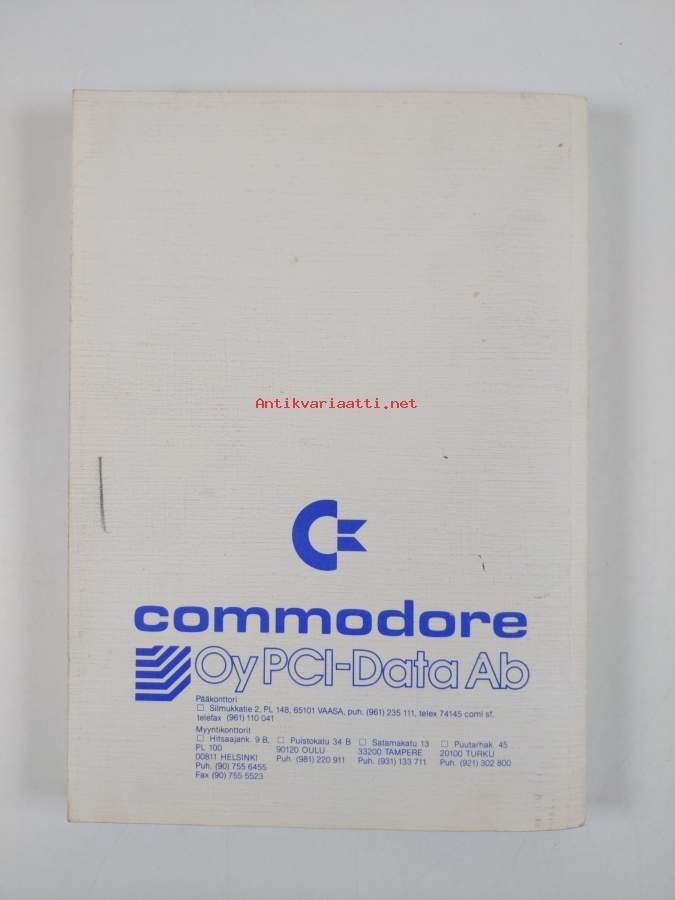 Antikvariaatti.net
commodore
Oy PCI-Data Ab
Pääkonttori
☐ Silmukkatie 2, PL 148, 65101 VAASA, puh. (961) 235 111, telex 74145 comi sf,
telefax (961) 110 041
Myyntikonttorit
☐ Hitsaajank. 9 B,
PL 100
00811 HELSINKI
Puh. (90) 755 6455
Fax (90) 755 5523
☐ Puistokatu 34 B
90120 OULU
Puh. (981) 220 911
☐ Satamakatu 13
33200 TAMPERE
Puh. (931) 133 711
☐ Puutarhak. 45
20100 TURKU
Puh. (921) 302 800